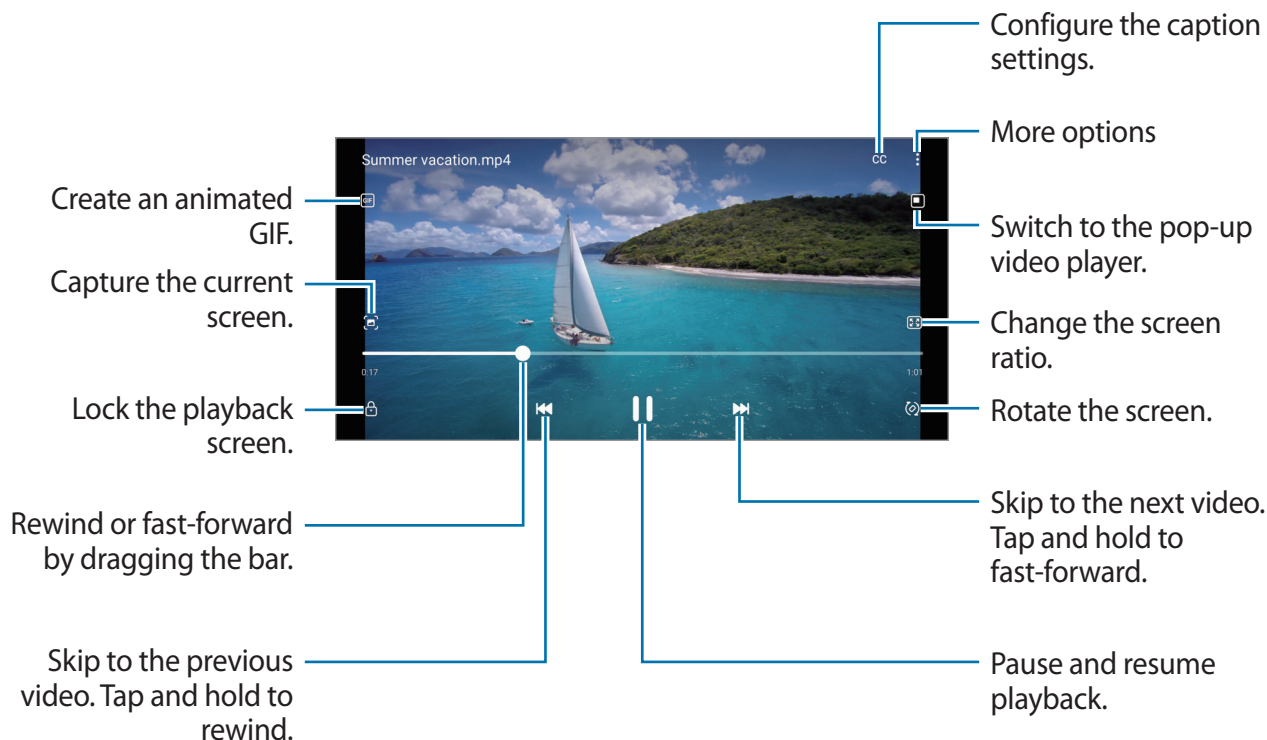 Configure the caption
settings.
More options
Summer vacation.mp4
CC
Create an animated
GIF.
GIF
Switch to the pop-up
video player.
Capture the current
screen.
Change the screen
ratio.
0:17
1:01
Lock the playback
screen.
Rotate the screen.
Rewind or fast-forward
by dragging the bar.
Skip to the next video.
Tap and hold to
fast-forward.
Skip to the previous
video. Tap and hold to
rewind.
Pause and resume
playback.